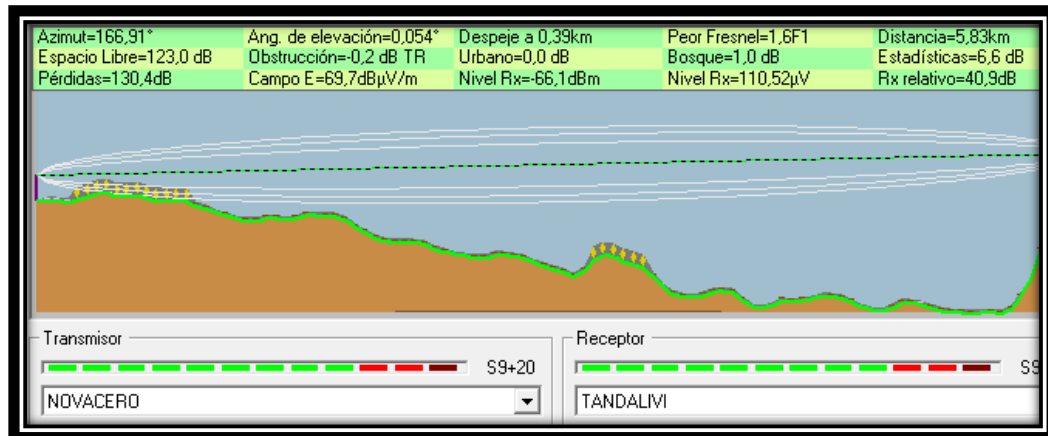 Azimut=166,91° Ang. de elevación=0,054° Despeje a 0,39km Peor Fresnel=1,6F1 Distancia=5,83km
Espacio Libre=123,0 dB Obstrucción=-0,2 dB TR Urbano=0,0 dB Bosque=1,0 dB Estadísticas=6,6 dB
Pérdidas=130,4dB Campo E=69,7dBµV/m Nivel Rx=-66,1dBm Nivel Rx=110,52µV Rx relativo=40,9dB
Transmisor Receptor
S9+20 S9
NOVACERO TANDALIVI